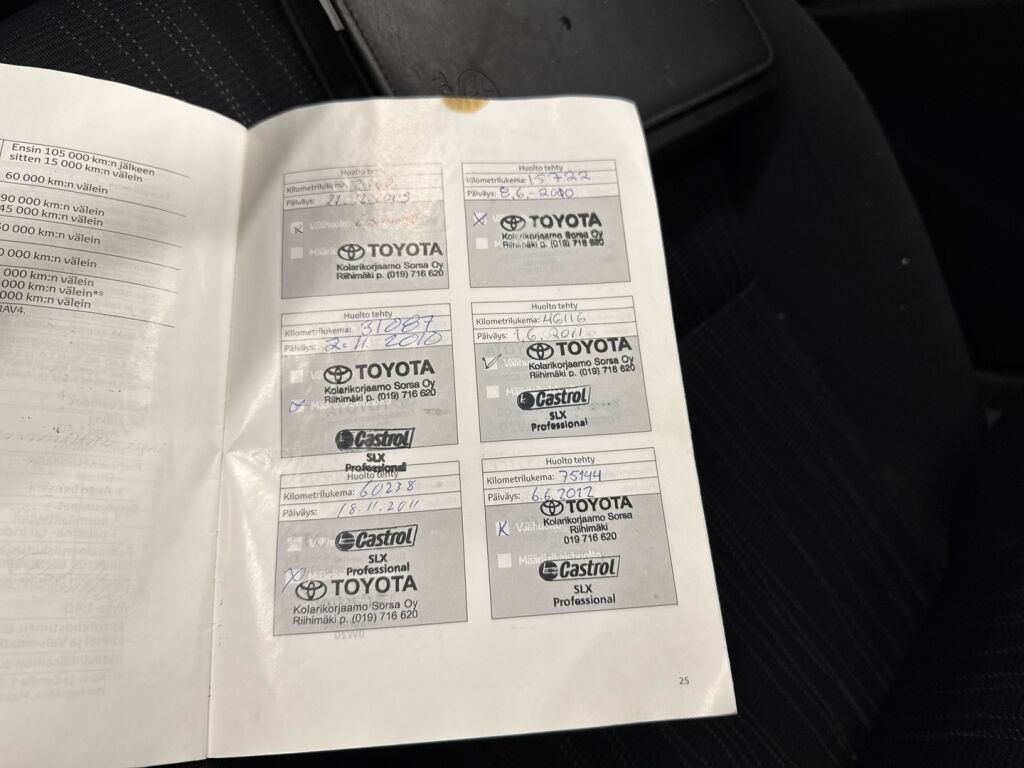 Ensin 105 000 km:n jälkeen
sitten 15 000 km:n välein
60 000 km:n välein
90 000 km:n välein
45 000 km:n välein
0 000 km:n välein
000 km:n välein
000 km:n välein
000 km:n välein*⁹
000 km:n välein
RAV4.
Huolto tehty
Kilometrilukema:
Päiväys:
TOYOTA
Kolarikorjaamo Sorsa Oy
Riihimäki p. (019) 716 620
Huolto tehty
Kilometrilukema: 15722
Päiväys: 8.6.-2010
TOYOTA
Kolarikorjaamo Sorsa Oy
Riihimäki p. (019) 716 620
Huolto tehty
Kilometrilukema: 31087
Päiväys: 2.11.2010
TOYOTA
Kolarikorjaamo Sorsa Oy
Riihimäki p. (019) 716 620
Castrol
SLX
Professional
Huolto tehty
Kilometrilukema: 46116
Päiväys: 1.6.2011
TOYOTA
Kolarikorjaamo Sorsa Oy
Riihimäki p. (019) 716 620
Castrol
SLX
Professional
Huolto tehty
Kilometrilukema: 60238
Päiväys: 18.11.2011
Castrol
SLX
Professional
TOYOTA
Kolarikorjaamo Sorsa Oy
Riihimäki p. (019) 716 620
Huolto tehty
Kilometrilukema: 75144
Päiväys: 6.6.2012
TOYOTA
Kolarikorjaamo Sorsa
Riihimäki
019 716 620
Määräaikaishuolto
Castrol
SLX
Professional
25